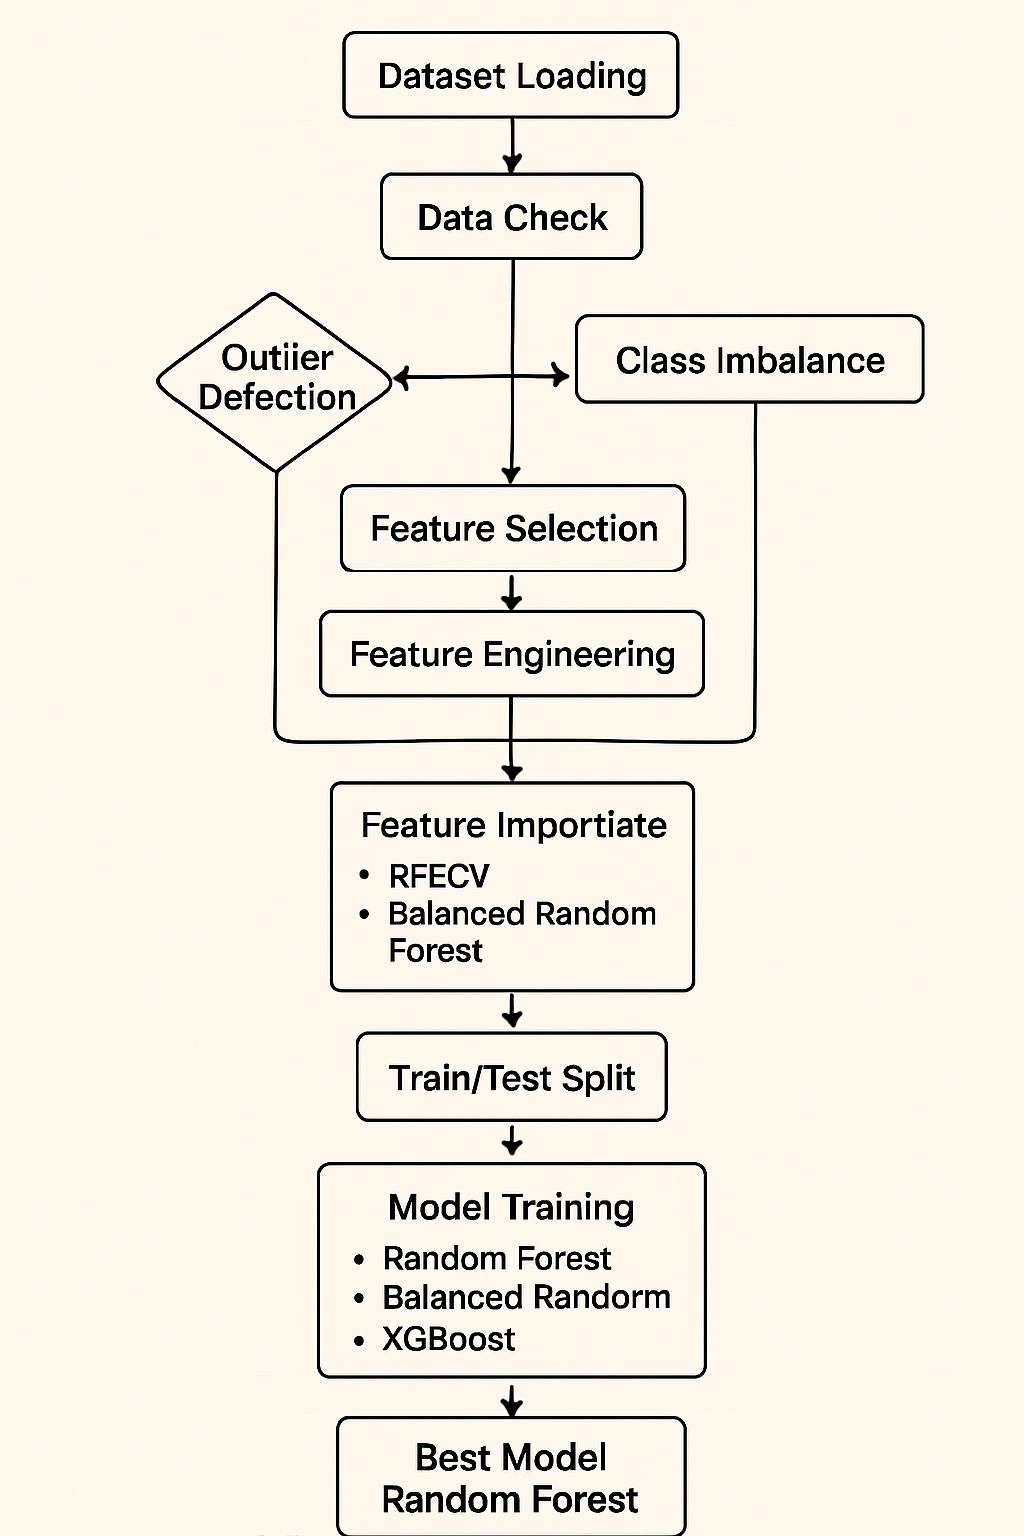 Dataset Loading
Data Check
Outiier
Defection
Class Imbalance
Feature Selection
Feature Engineering
Feature Importiate
• RFECV
• Balanced Random
Forest
Train/Test Split
Model Training
• Random Forest
• Balanced Randorm
• XGBoost
Best Model
Random Forest